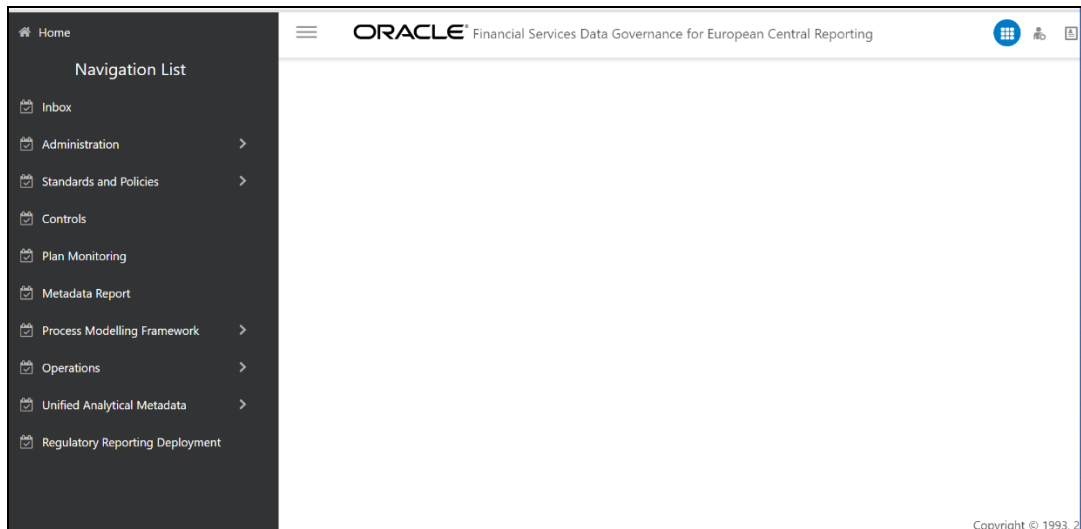 Home
ORACLE® Financial Services Data Governance for European Central Reporting
Navigation List
Inbox
Administration
Standards and Policies
Controls
Plan Monitoring
Metadata Report
Process Modelling Framework
Operations
Unified Analytical Metadata
Regulatory Reporting Deployment
Copyright © 1993, 2